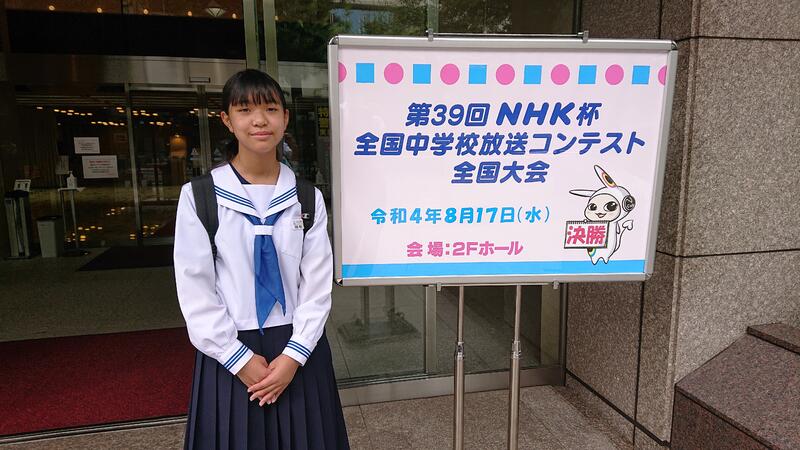 第39回 NHK杯
全国中学校放送コンテスト
全国大会
令和4年8月17日(水)
決勝
会場:2Fホール